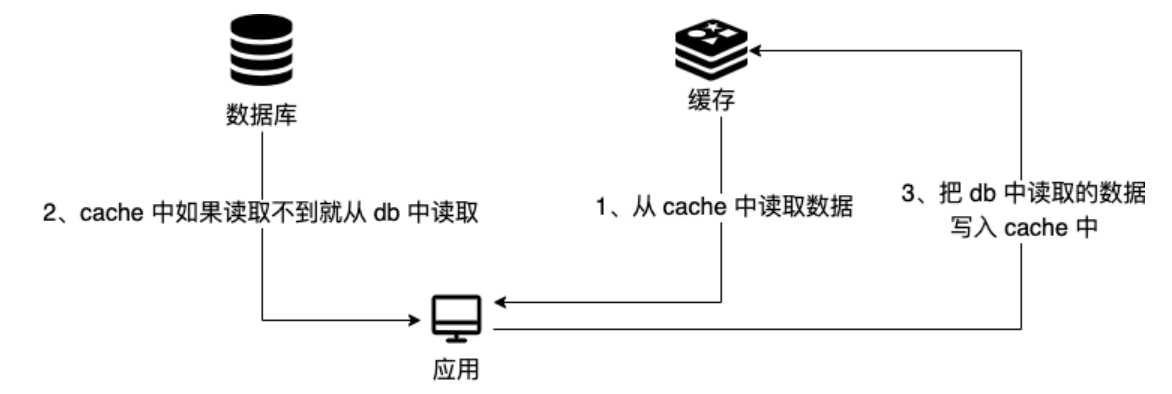 数据库
缓存
2、cache 中如果读取不到就从 db 中读取
1、从 cache 中读取数据
3、把 db 中读取的数据
写入 cache 中
应用